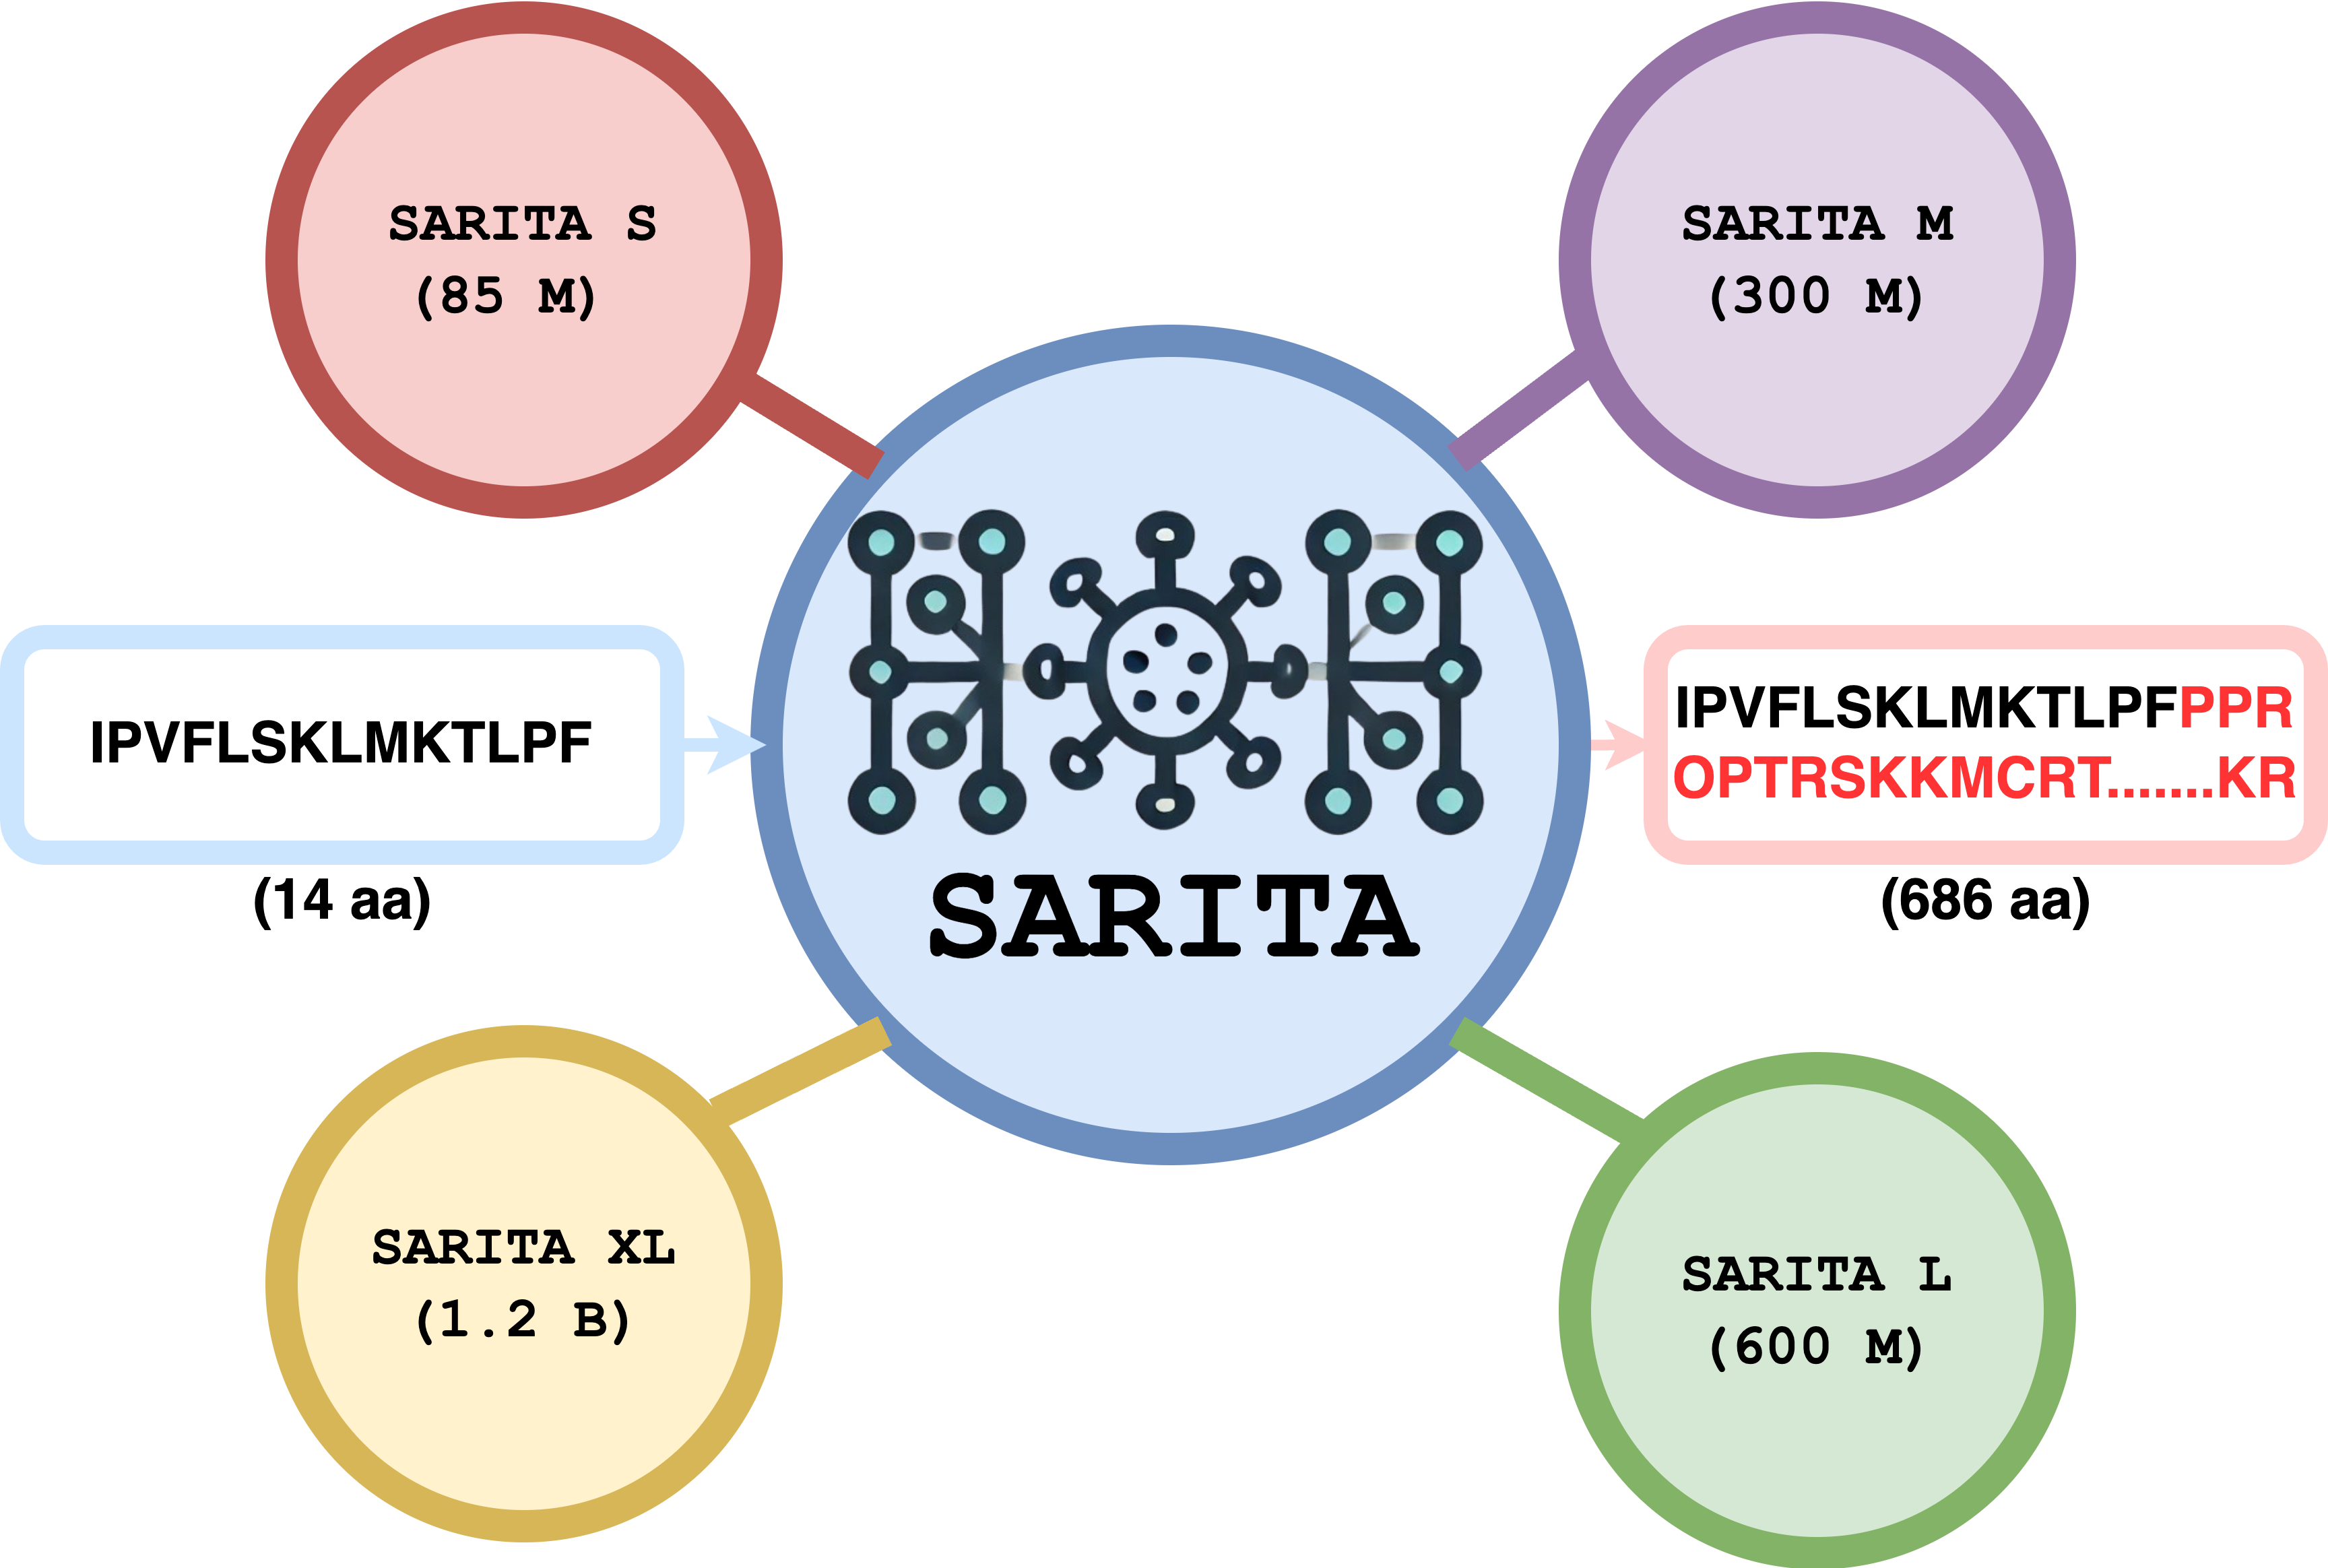 SARITA S
(85 M)
SARITA M
(300 M)
IPVFLSKLMKTLPF
(14 aa)
SARITA
IPVFLSKLMKTLPFPPR
OPTRSKKMCRT........KR
(686 aa)
SARITA XL
(1.2 B)
SARITA L
(600 M)